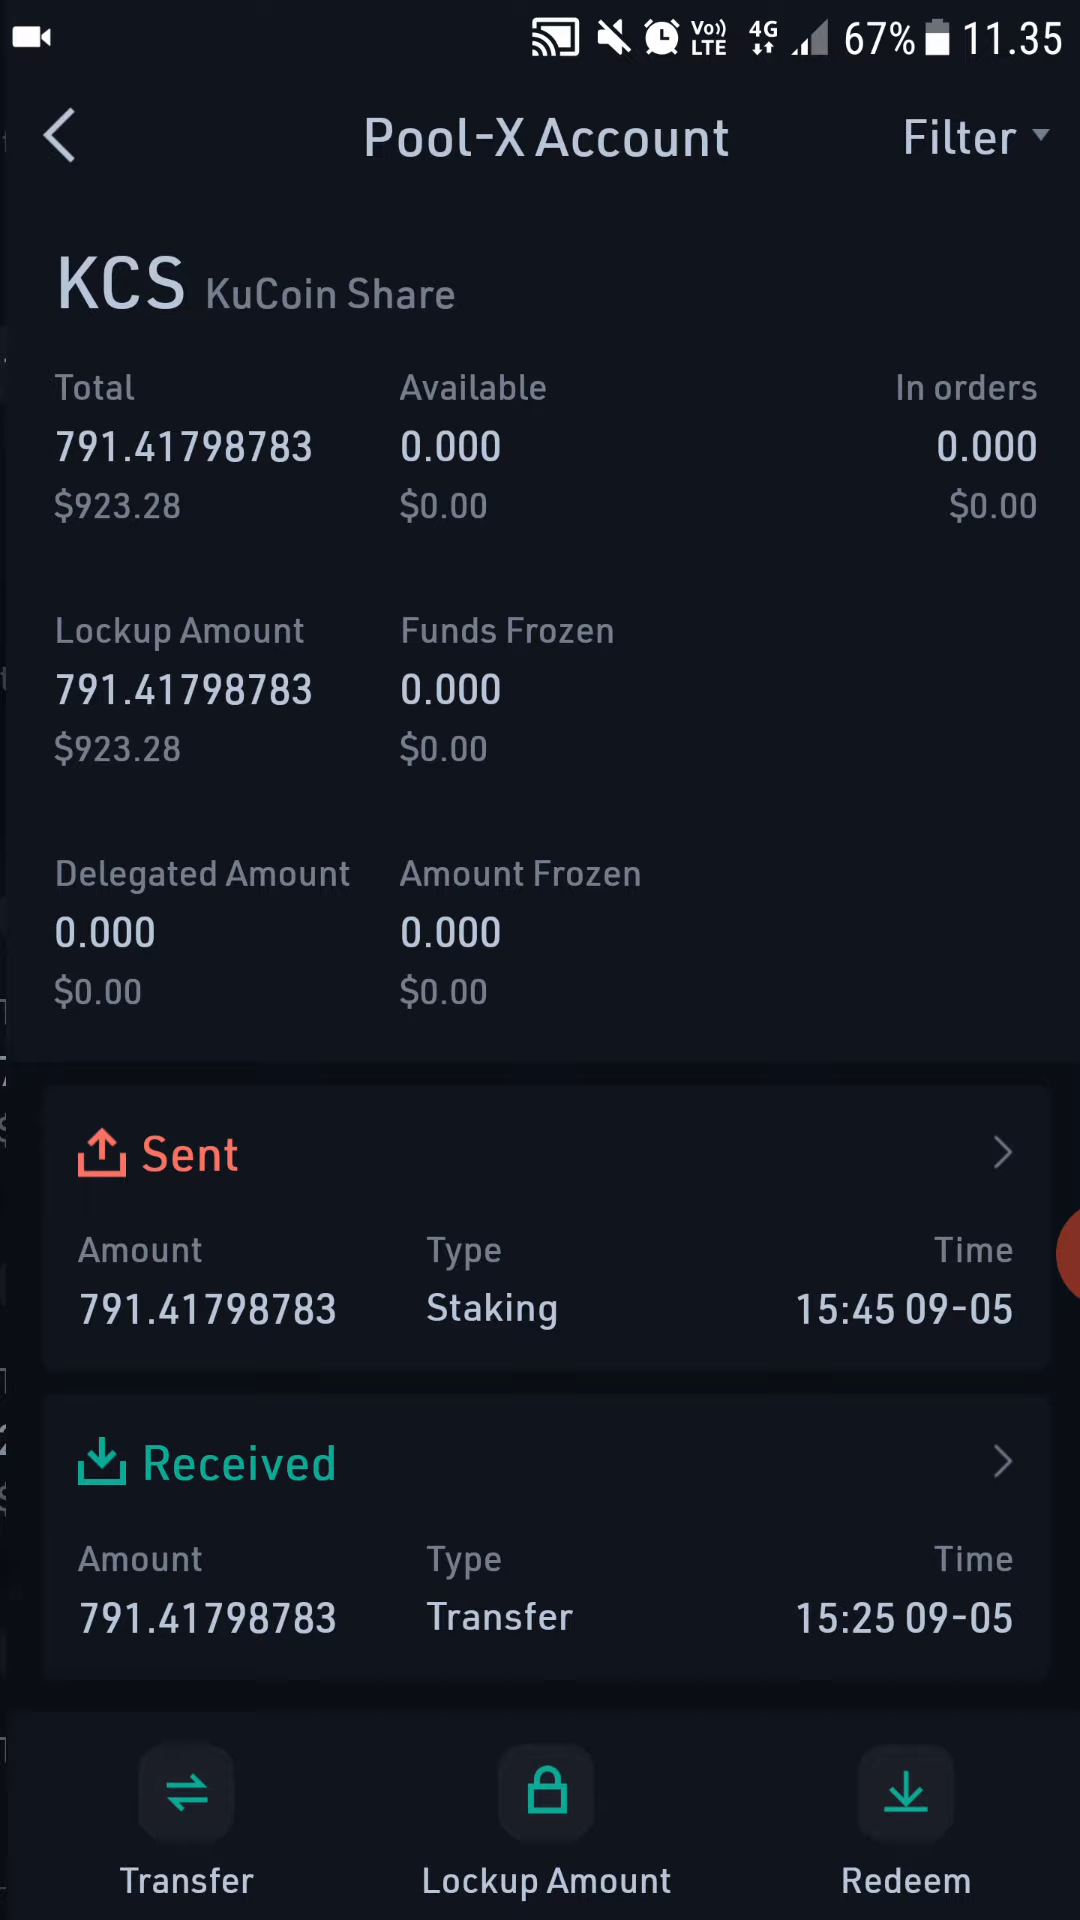 VoLTE 4G 67% 11.35
Pool-X Account Filter
KCS KuCoin Share
Total Available In orders
791.41798783 0.000 0.000
$923.28 $0.00 $0.00
Lockup Amount Funds Frozen
791.41798783 0.000
$923.28 $0.00
Delegated Amount Amount Frozen
0.000 0.000
$0.00 $0.00
Sent
Amount Type Time
791.41798783 Staking 15:45 09-05
Received
Amount Type Time
791.41798783 Transfer 15:25 09-05
Transfer Lockup Amount Redeem